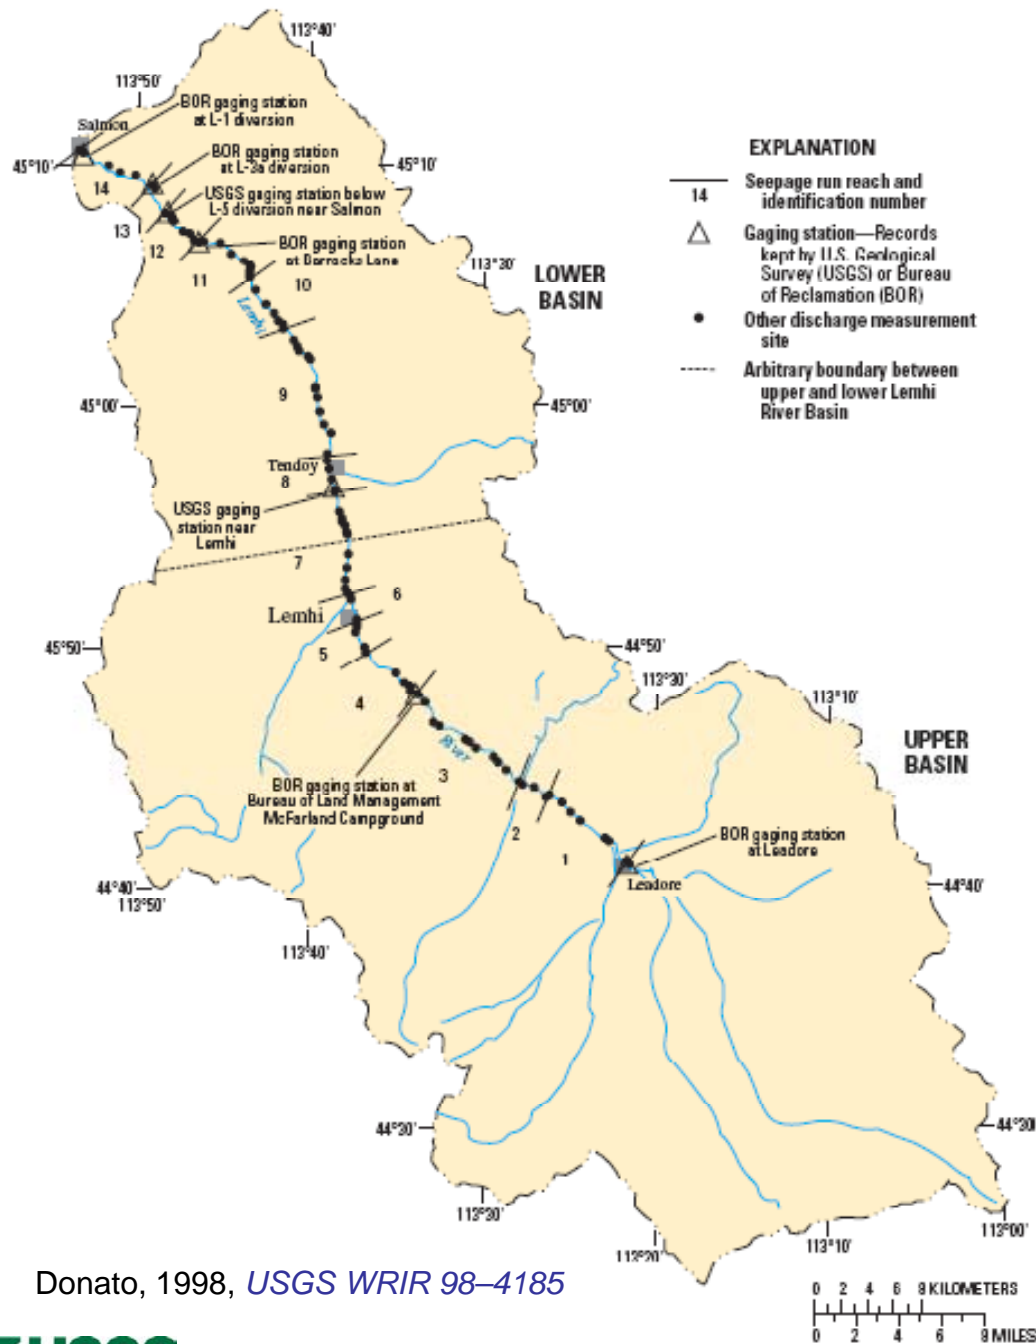 113°40'
113°50'
BOR gaging station
at L-1 diversion
Salmon
45°10'
BOR gaging station
at L-3a diversion
45°10'
14
USGS gaging station below
L-5 diversion near Salmon
13
12
BOR gaging station
at Barracks Lane
11
10
113°30'
LOWER
BASIN
Lemhi
9
45°00'
45°00'
Tendoy
8
USGS gaging
station near
Lemhi
7
6
Lemhi
45°50'
5
44°50'
113°30'
113°10'
4
River
3
UPPER
BASIN
BOR gaging station at
Bureau of Land Management
McFarland Campground
2
1
BOR gaging station
at Leadore
Leadore
44°40'
113°50'
44°40'
113°40'
44°30'
44°30'
113°30'
113°20'
113°10'
113°00'
EXPLANATION
14
Seepage run reach and
identification number
Gaging station—Records
kept by U.S. Geological
Survey (USGS) or Bureau
of Reclamation (BOR)
Other discharge measurement
site
Arbitrary boundary between
upper and lower Lemhi
River Basin
Donato, 1998, USGS WRIR 98–4185
0 2 4 6 8 KILOMETERS
0 2 4 6 8 MILES